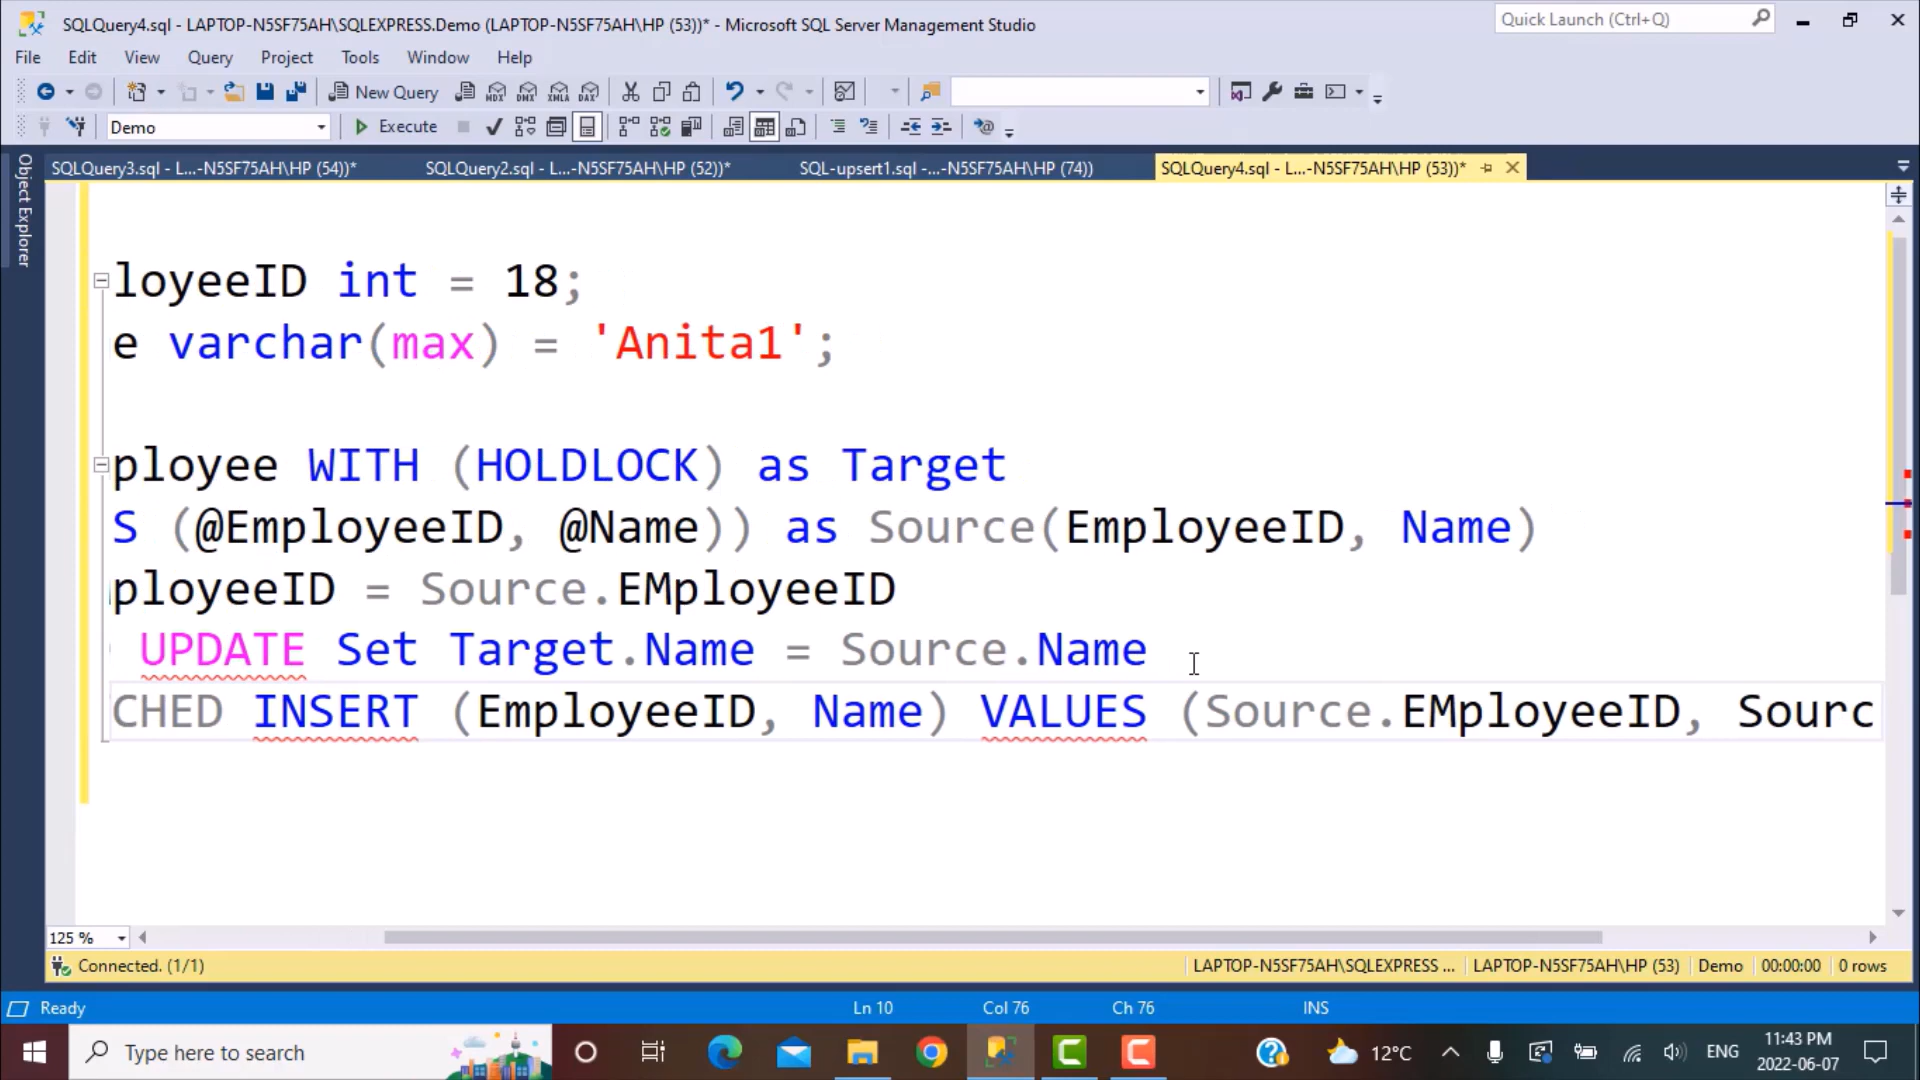 SQLQuery4.sql - LAPTOP-N5SF75AH\SQLEXPRESS.Demo (LAPTOP-N5SF75AH\HP (53))* - Microsoft SQL Server Management Studio
Quick Launch (Ctrl+Q)
File Edit View Query Project Tools Window Help
New Query MDX DMX XMLA DAX
Demo Execute
Object Explorer
SQLQuery3.sql - L...-N5SF75AH\HP (54))* SQLQuery2.sql - L...-N5SF75AH\HP (52))* SQL-upsert1.sql -...-N5SF75AH\HP (74)) SQLQuery4.sql - L...-N5SF75AH\HP (53))*
loyeeID int = 18;
e varchar(max) = 'Anita1';
ployee WITH (HOLDLOCK) as Target
S (@EmployeeID, @Name)) as Source(EmployeeID, Name)
ployeeID = Source.EMployeeID
UPDATE Set Target.Name = Source.Name
CHED INSERT (EmployeeID, Name) VALUES (Source.EMployeeID, Sourc
125 %
Connected. (1/1) LAPTOP-N5SF75AH\SQLEXPRESS ... LAPTOP-N5SF75AH\HP (53) Demo 00:00:00 0 rows
Ready Ln 10 Col 76 Ch 76 INS
Type here to search 12°C ENG 11:43 PM
2022-06-07